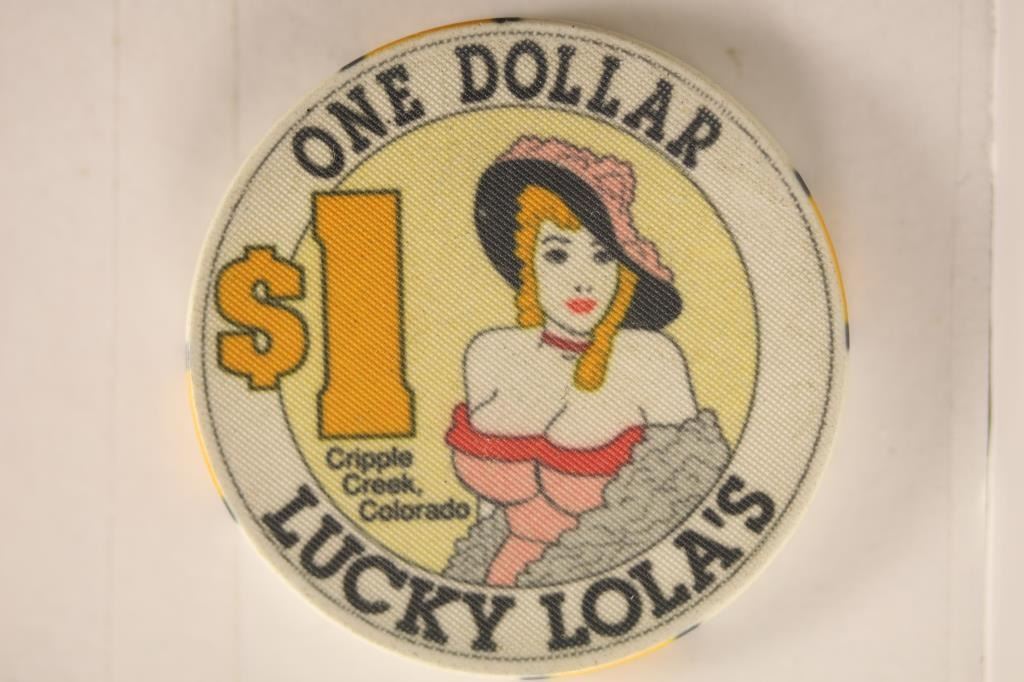 ONE DOLLAR
$1
Cripple
Creek,
Colorado
LUCKY LOLA'S